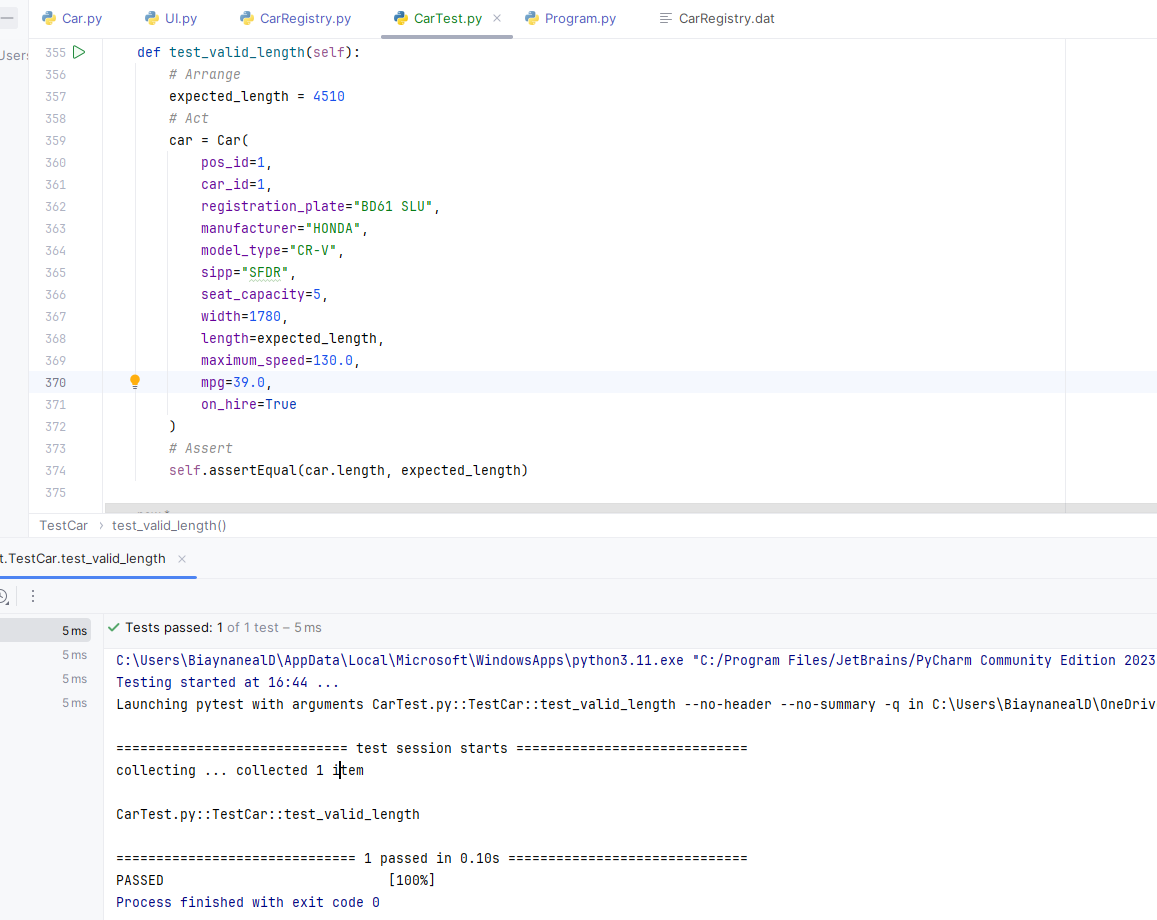 Car.py UI.py CarRegistry.py CarTest.py Program.py CarRegistry.dat
Users
355 def test_valid_length(self):
356 # Arrange
357 expected_length = 4510
358 # Act
359 car = Car(
360 pos_id=1,
361 car_id=1,
362 registration_plate="BD61 SLU",
363 manufacturer="HONDA",
364 model_type="CR-V",
365 sipp="SFDR",
366 seat_capacity=5,
367 width=1780,
368 length=expected_length,
369 maximum_speed=130.0,
370 mpg=39.0,
371 on_hire=True
372 )
373 # Assert
374 self.assertEqual(car.length, expected_length)
375
TestCar › test_valid_length()
t.TestCar.test_valid_length
5 ms Tests passed: 1 of 1 test – 5 ms
5 ms
5 ms
5 ms
C:\Users\BiaynanealD\AppData\Local\Microsoft\WindowsApps\python3.11.exe "C:/Program Files/JetBrains/PyCharm Community Edition 2023
Testing started at 16:44 ...
Launching pytest with arguments CarTest.py::TestCar::test_valid_length --no-header --no-summary -q in C:\Users\BiaynanealD\OneDriv
============================= test session starts =============================
collecting ... collected 1 item
CarTest.py::TestCar::test_valid_length
============================== 1 passed in 0.10s ==============================
PASSED [100%]
Process finished with exit code 0